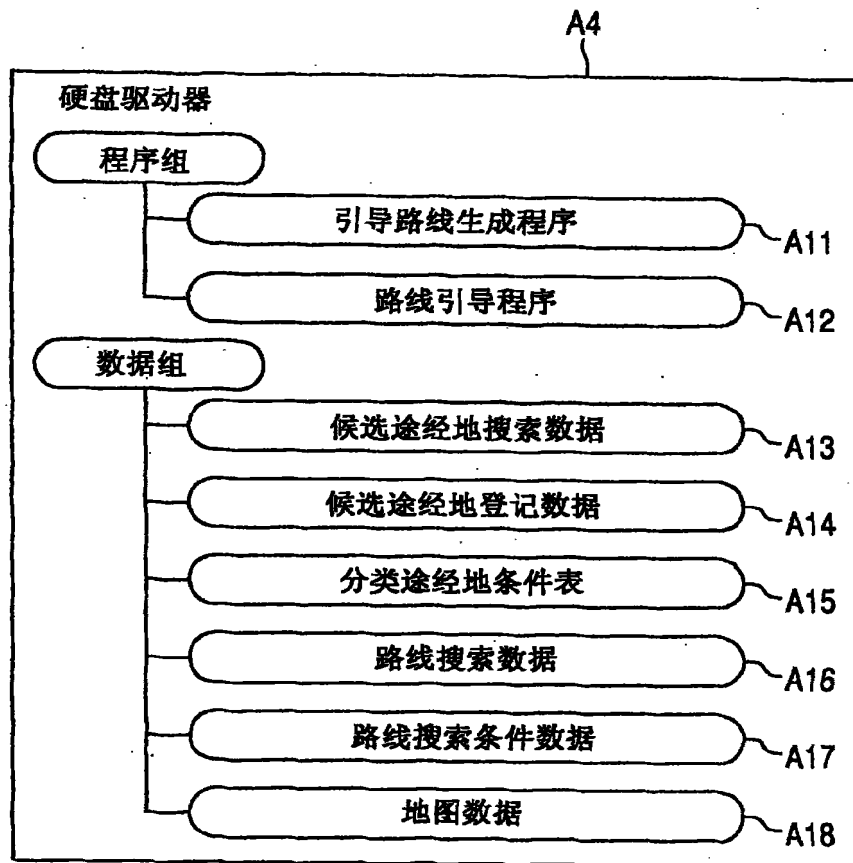 A4
硬盘驱动器
程序组
引导路线生成程序
A11
路线引导程序
A12
数据组
候选途经地搜索数据
A13
候选途经地登记数据
A14
分类途经地条件表
A15
路线搜索数据
A16
路线搜索条件数据
A17
地图数据
A18